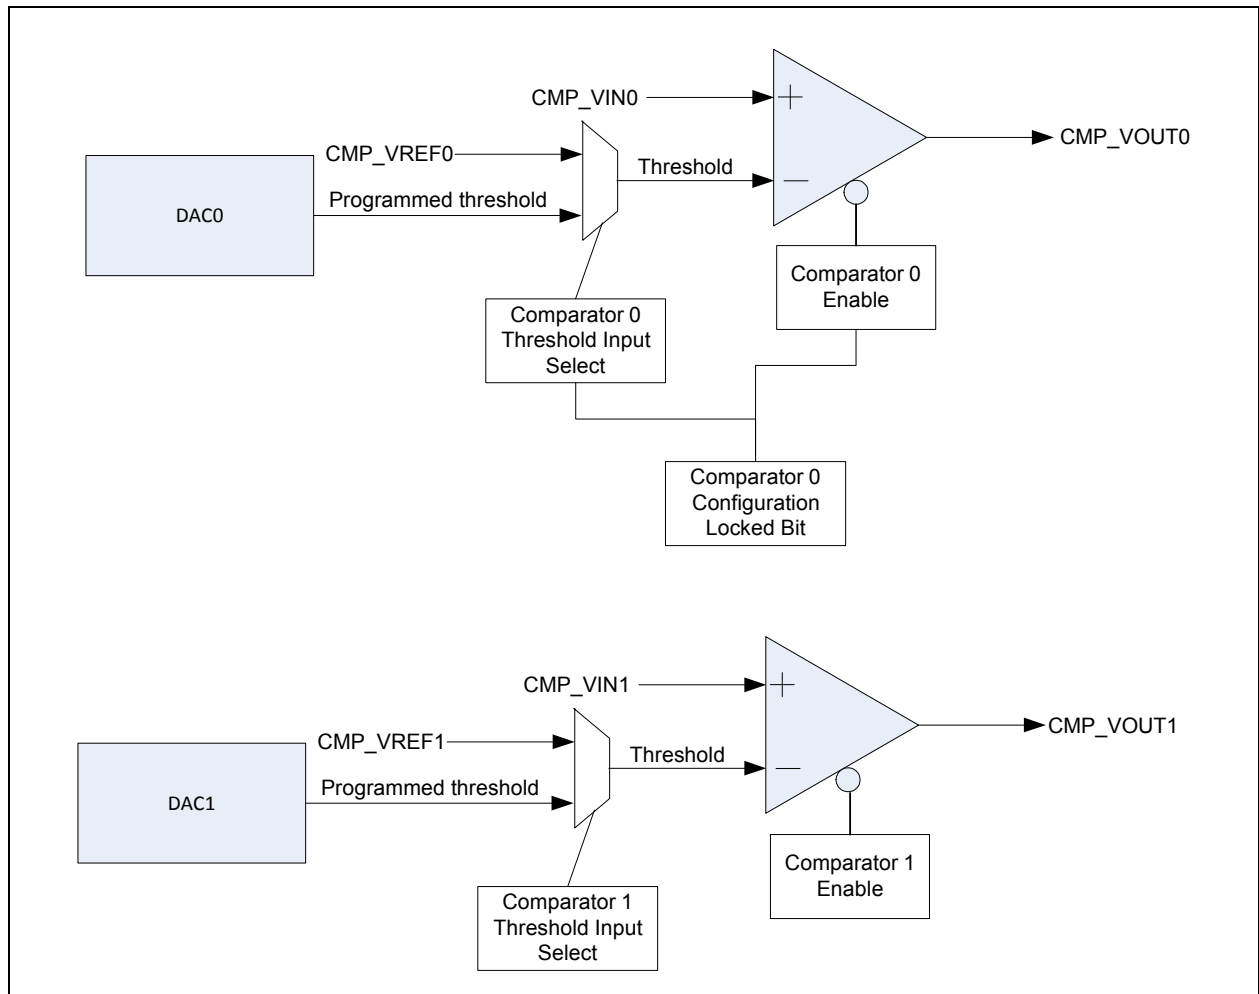 CMP_VIN0
CMP_VREF0
Programmed threshold
DAC0
Threshold
+
−
CMP_VOUT0
Comparator 0
Enable
Comparator 0
Threshold Input
Select
Comparator 0
Configuration
Locked Bit
CMP_VIN1
CMP_VREF1
Programmed threshold
DAC1
Threshold
+
−
CMP_VOUT1
Comparator 1
Enable
Comparator 1
Threshold Input
Select